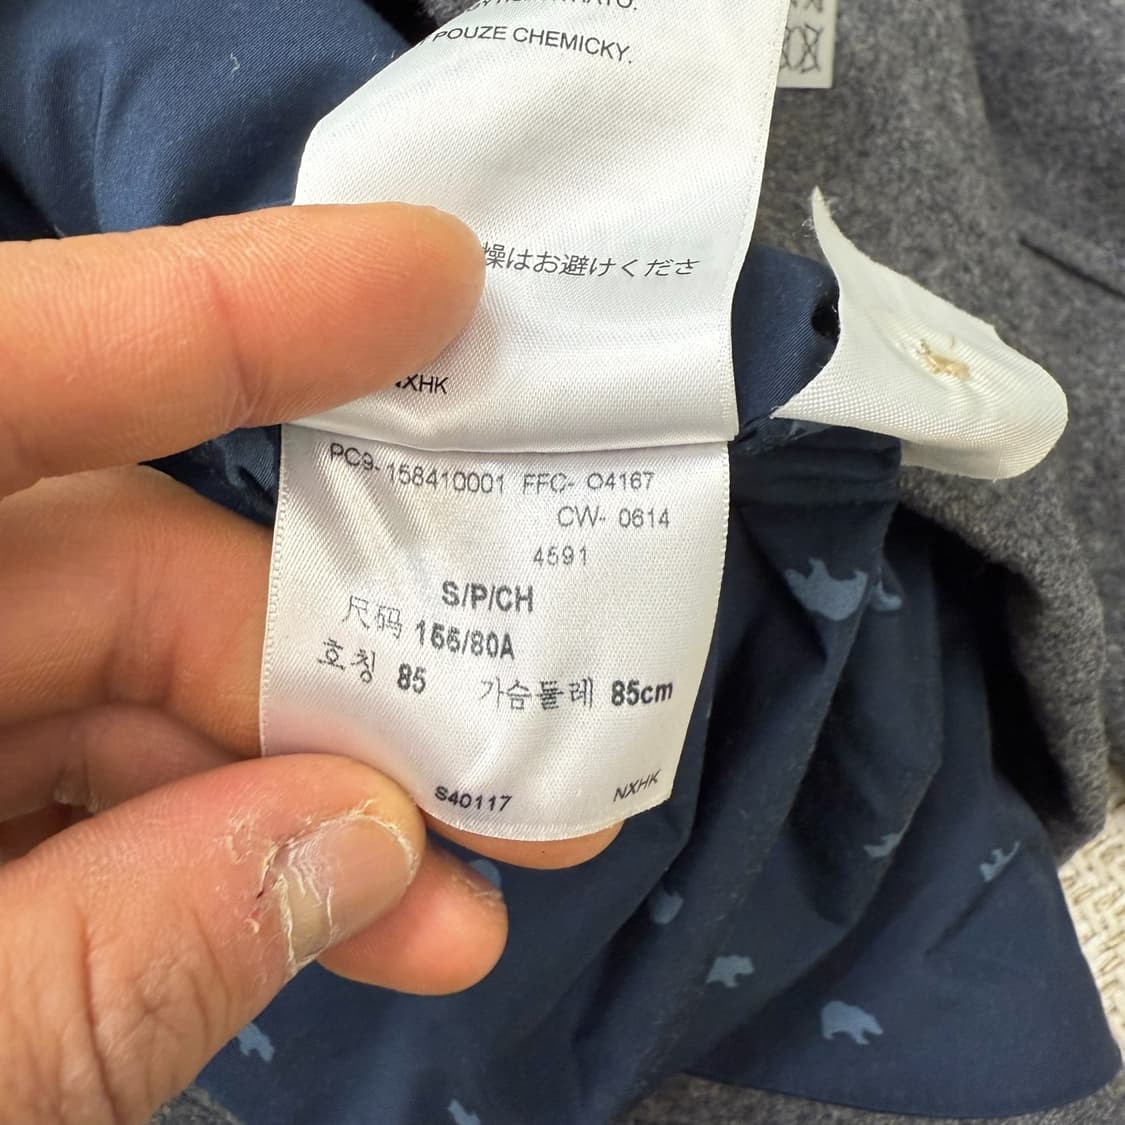 POUZE CHEMICKY.
燥はお避けくださ
NXHK
PC9-158410001 FFC- O4167
CW- 0614
4591
S/P/CH
尺码 155/80A
호칭 85 가슴둘레 85cm
S40117 NXHK